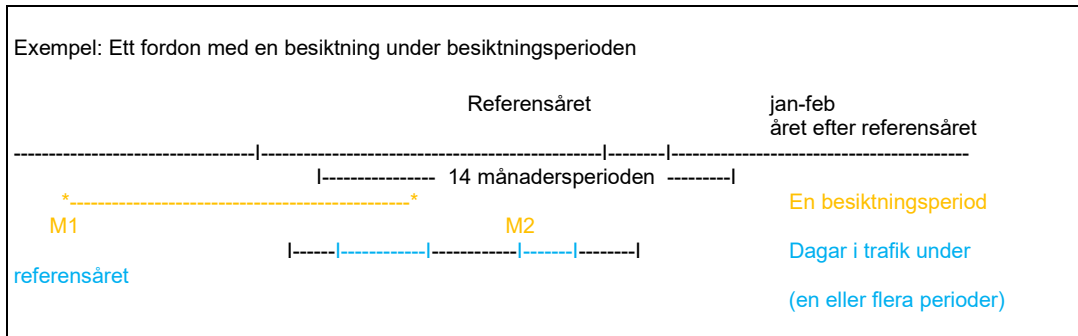 Exempel: Ett fordon med en besiktning under besiktningsperioden
Referensåret jan-feb
året efter referensåret
----------------------------------I------------------------------------------------I--------I------------------------------------------
I---------------- 14 månadersperioden ---------I
*------------------------------------------------* En besiktningsperiod
M1 M2
I------I------------I------------I-------I--------I Dagar i trafik under
referensåret
(en eller flera perioder)